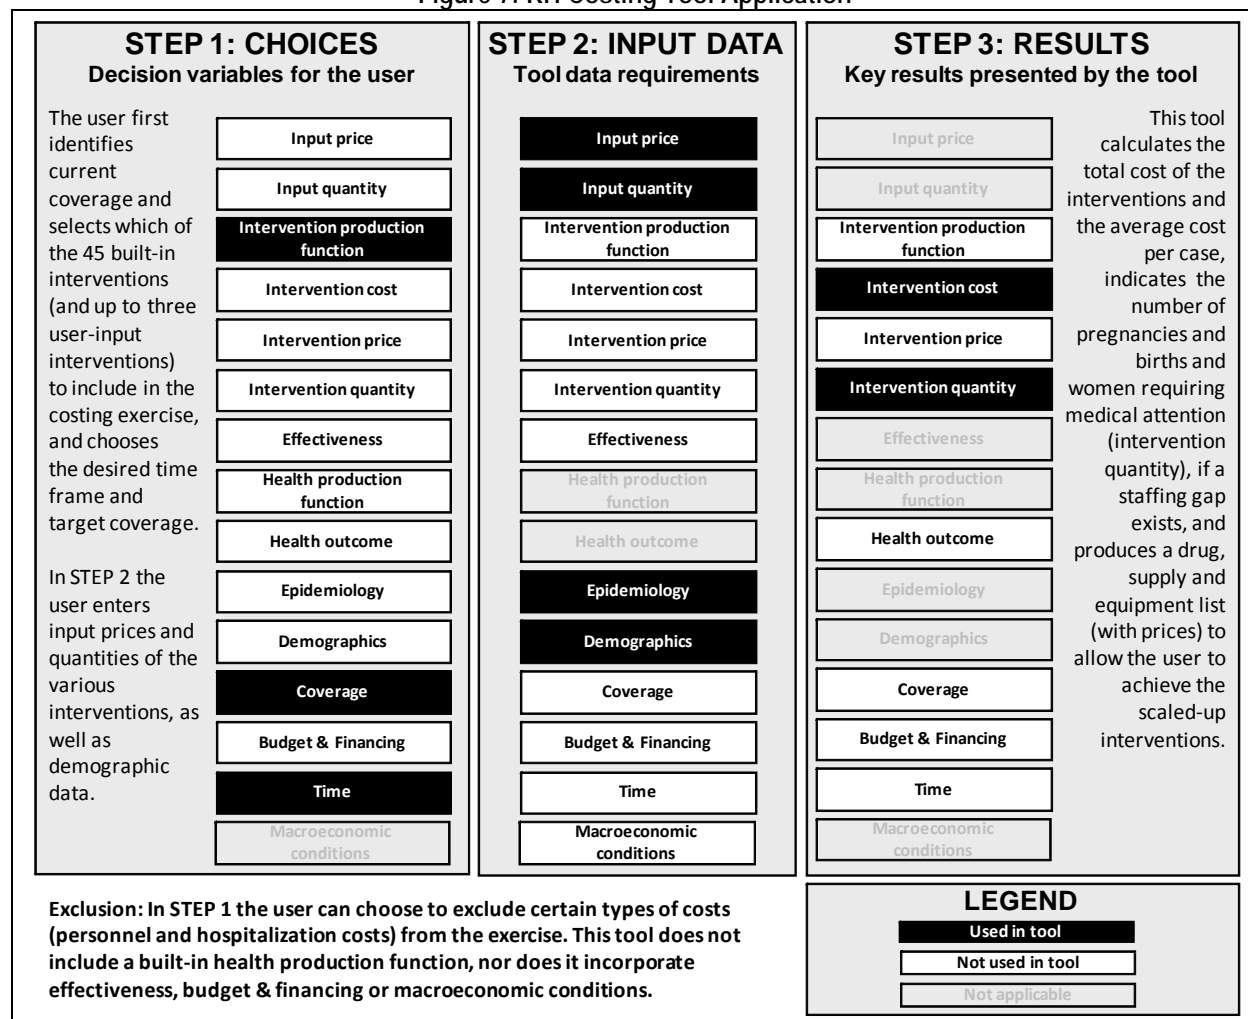 Figure 7: RH Costing Tool Application
STEP 1: CHOICES
Decision variables for the user
The user first
identifies
current
coverage and
selects which of
the 45 built-in
interventions
(and up to three
user-input
interventions)
to include in the
costing exercise,
and chooses
the desired time
frame and
target coverage.
In STEP 2 the
user enters
input prices and
quantities of the
various
interventions, as
well as
demographic
data.
Input price
Input quantity
Intervention production
function
Intervention cost
Intervention price
Intervention quantity
Effectiveness
Health production
function
Health outcome
Epidemiology
Demographics
Coverage
Budget & Financing
Time
Macroeconomic
conditions
STEP 2: INPUT DATA
Tool data requirements
Input price
Input quantity
Intervention production
function
Intervention cost
Intervention price
Intervention quantity
Effectiveness
Health production
function
Health outcome
Epidemiology
Demographics
Coverage
Budget & Financing
Time
Macroeconomic
conditions
STEP 3: RESULTS
Key results presented by the tool
Input price
Input quantity
Intervention production
function
Intervention cost
Intervention price
Intervention quantity
Effectiveness
Health production
function
Health outcome
Epidemiology
Demographics
Coverage
Budget & Financing
Time
Macroeconomic
conditions
This tool
calculates the
total cost of the
interventions and
the average cost
per case,
indicates the
number of
pregnancies and
births and
women requiring
medical attention
(intervention
quantity), if a
staffing gap
exists, and
produces a drug,
supply and
equipment list
(with prices) to
allow the user to
achieve the
scaled-up
interventions.
Exclusion: In STEP 1 the user can choose to exclude certain types of costs
(personnel and hospitalization costs) from the exercise. This tool does not
include a built-in health production function, nor does it incorporate
effectiveness, budget & financing or macroeconomic conditions.
LEGEND
Used in tool
Not used in tool
Not applicable